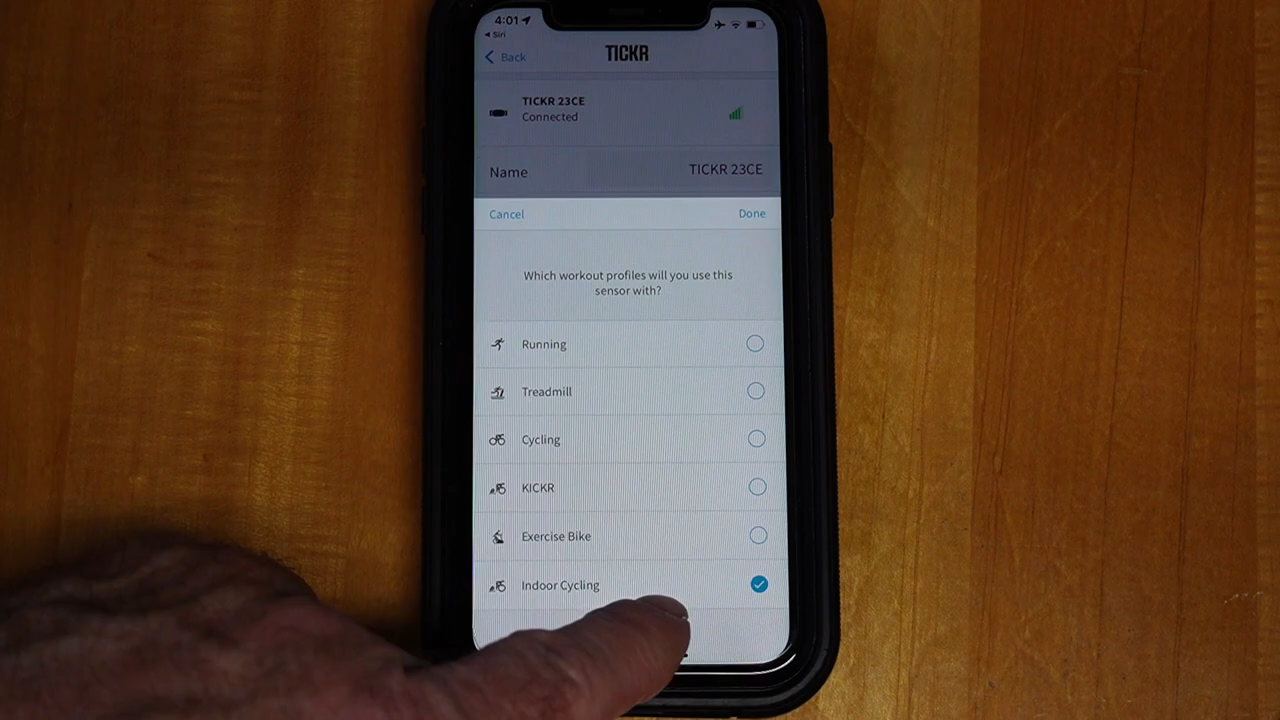 4:01
Siri
Back
TICKR
TICKR 23CE
Connected
Name
TICKR 23CE
Cancel
Done
Which workout profiles will you use this
sensor with?
Running
Treadmill
Cycling
KICKR
Exercise Bike
Indoor Cycling